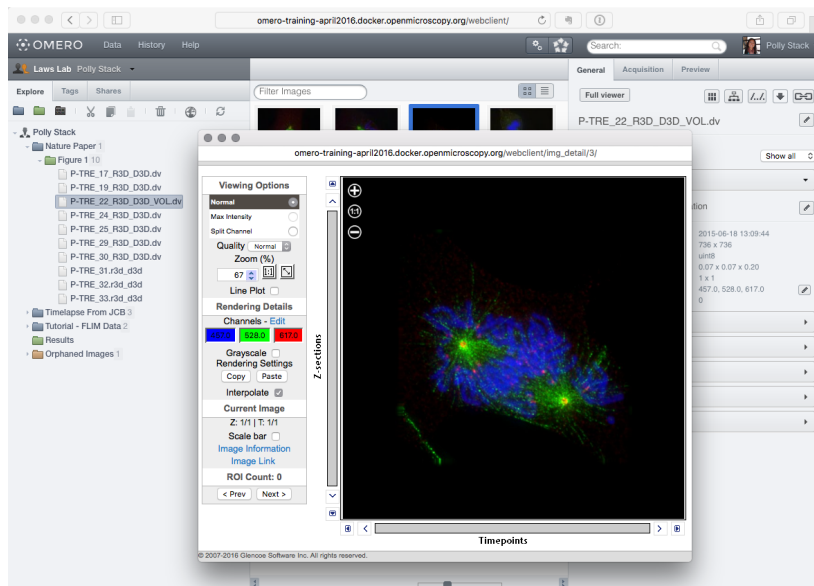 omero-training-april2016.docker.openmicroscopy.org/webclient/
OMERO
Data
History
Help
Search:
Polly Stack
Laws Lab Polly Stack
General
Acquisition
Preview
Explore
Tags
Shares
Filter Images
Full viewer
P-TRE_22_R3D_D3D_VOL.dv
Show all
Polly Stack
Nature Paper 1
Figure 1 10
P-TRE_17_R3D_D3D.dv
P-TRE_19_R3D_D3D.dv
P-TRE_22_R3D_D3D_VOL.dv
P-TRE_24_R3D_D3D.dv
P-TRE_25_R3D_D3D.dv
P-TRE_29_R3D_D3D.dv
P-TRE_30_R3D_D3D.dv
P-TRE_31.r3d_d3d
P-TRE_32.r3d_d3d
P-TRE_33.r3d_d3d
Timelapse From JCB 3
Tutorial - FLIM Data 2
Results
Orphaned Images 1
omero-training-april2016.docker.openmicroscopy.org/webclient/img_detail/3/
Viewing Options
Normal
Max Intensity
Split Channel
Quality Normal
Zoom (%)
67
1:1
Line Plot
Rendering Details
Channels - Edit
528.0
617.0
Grayscale
Rendering Settings
Copy
Paste
Interpolate
Current Image
Z: 1/1 | T: 1/1
Scale bar
Image Information
Image Link
ROI Count: 0
< Prev
Next >
Z-sections
1:1
Timepoints
© 2007-2016 Glencoe Software Inc. All rights reserved.
2015-06-18 13:09:44
736 x 736
uint8
0.07 x 0.07 x 0.20
1 x 1
457.0, 528.0, 617.0
0